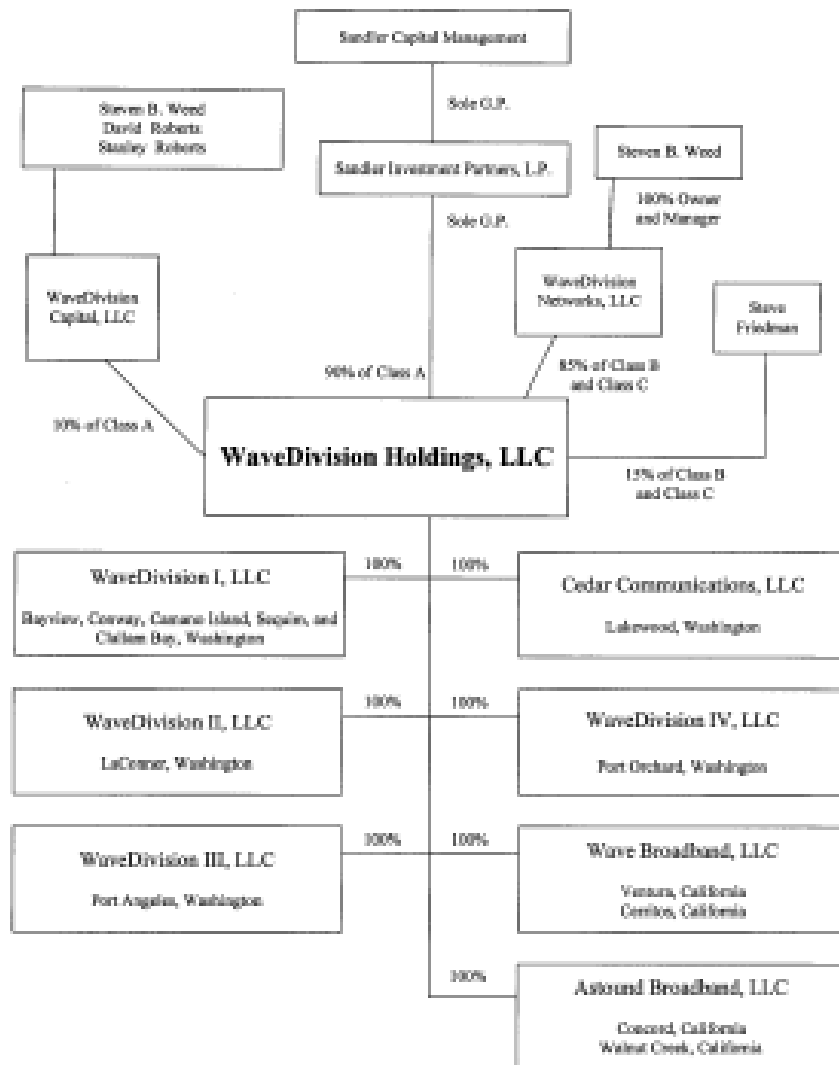 Sandler Capital Management
Sole G.P.
Steven B. Weed
David Roberts
Stanley Roberts
Sandler Investment Partners, L.P.
Steven B. Weed
Sole G.P.
100% Owner
and Manager
WaveDivision
Capital, LLC
WaveDivision
Networks, LLC
Steve
Friedman
90% of Class A
85% of Class B
and Class C
10% of Class A
WaveDivision Holdings, LLC
15% of Class B
and Class C
100%
100%
WaveDivision I, LLC
Bayview, Conway, Camano Island, Sequim, and
Clallam Bay, Washington
Cedar Communications, LLC
Lakewood, Washington
100%
100%
WaveDivision II, LLC
LaConner, Washington
WaveDivision IV, LLC
Port Orchard, Washington
100%
100%
WaveDivision III, LLC
Port Angeles, Washington
Wave Broadband, LLC
Ventura, California
Cerritos, California
100%
Astound Broadband, LLC
Concord, California
Walnut Creek, California